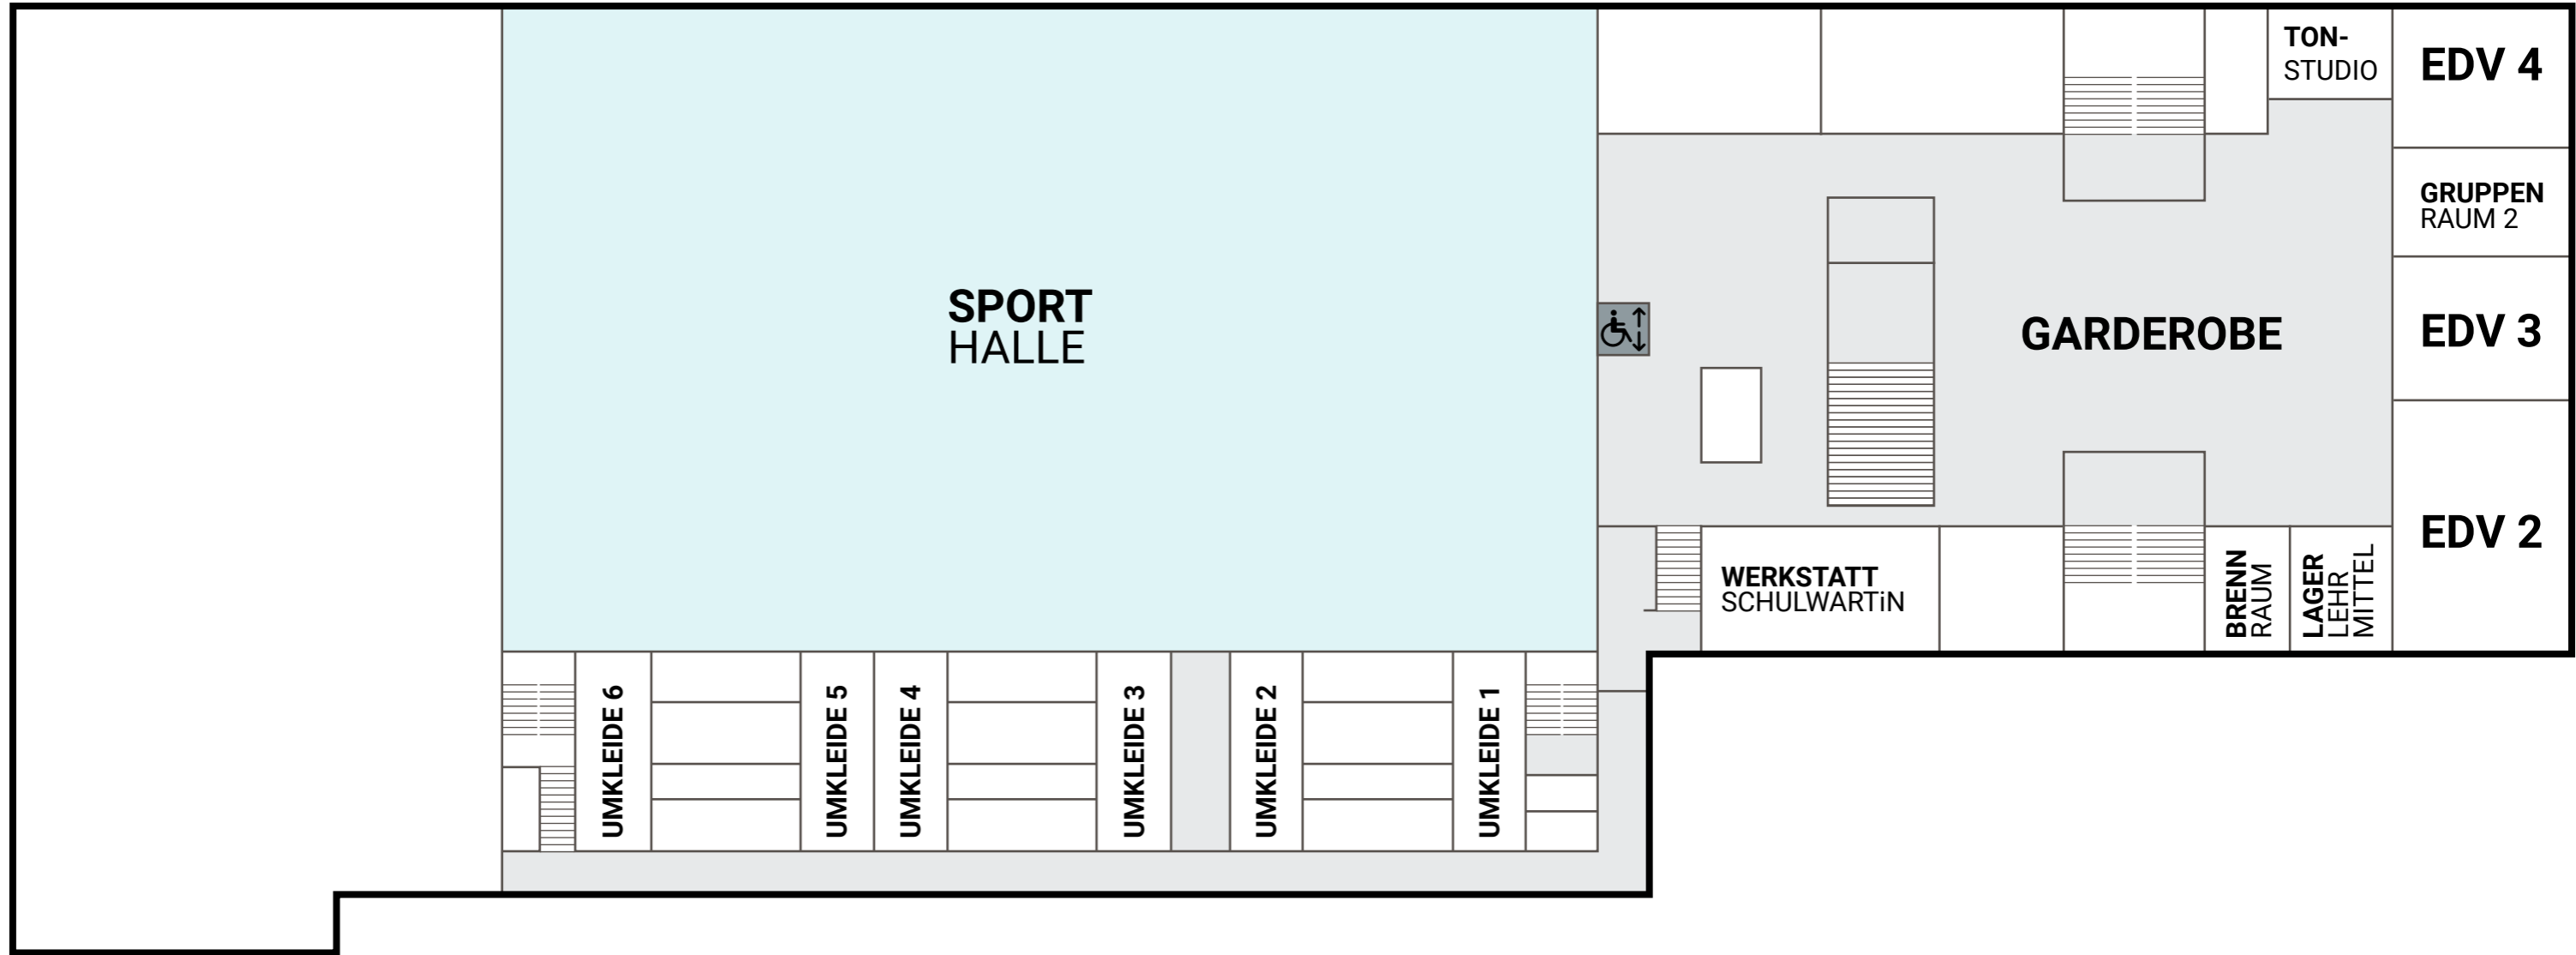 TON-
STUDIO
EDV 4
GRUPPEN
RAUM 2
SPORT
HALLE
GARDEROBE
EDV 3
EDV 2
WERKSTATT
SCHULWARTiN
BRENN
RAUM
LAGER
LEHR
MITTEL
UMKLEIDE 6
UMKLEIDE 5
UMKLEIDE 4
UMKLEIDE 3
UMKLEIDE 2
UMKLEIDE 1